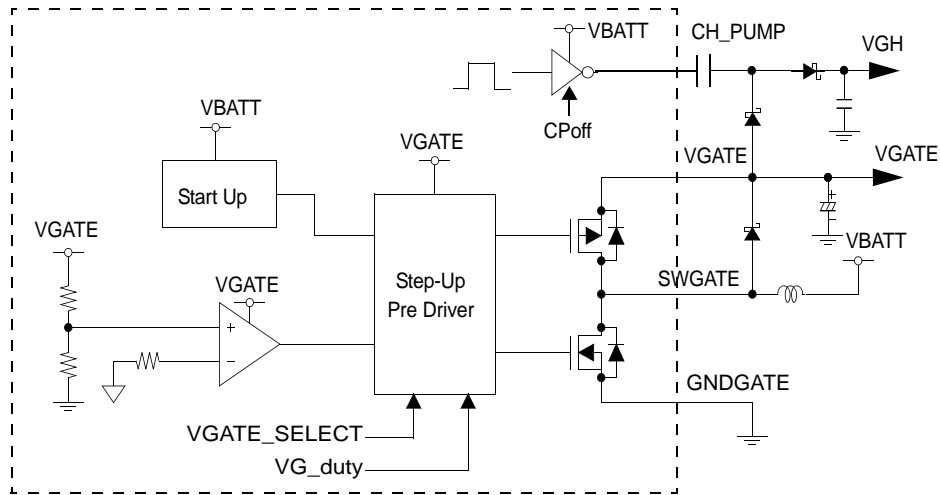 VBATT
CH_PUMP
VGH
CPoff
VBATT
VGATE
VGATE
VGATE
Start Up
VGATE
VBATT
VGATE
Step-Up
Pre Driver
SWGATE
+
-
+
-
GNDGATE
VGATE_SELECT
VG_duty